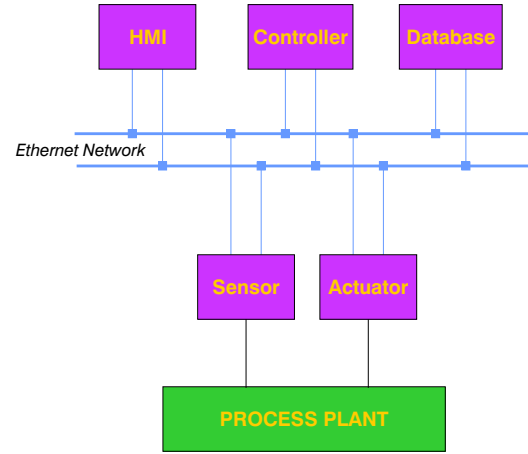 HMI
Controller
Database
Ethernet Network
Sensor
Actuator
PROCESS PLANT